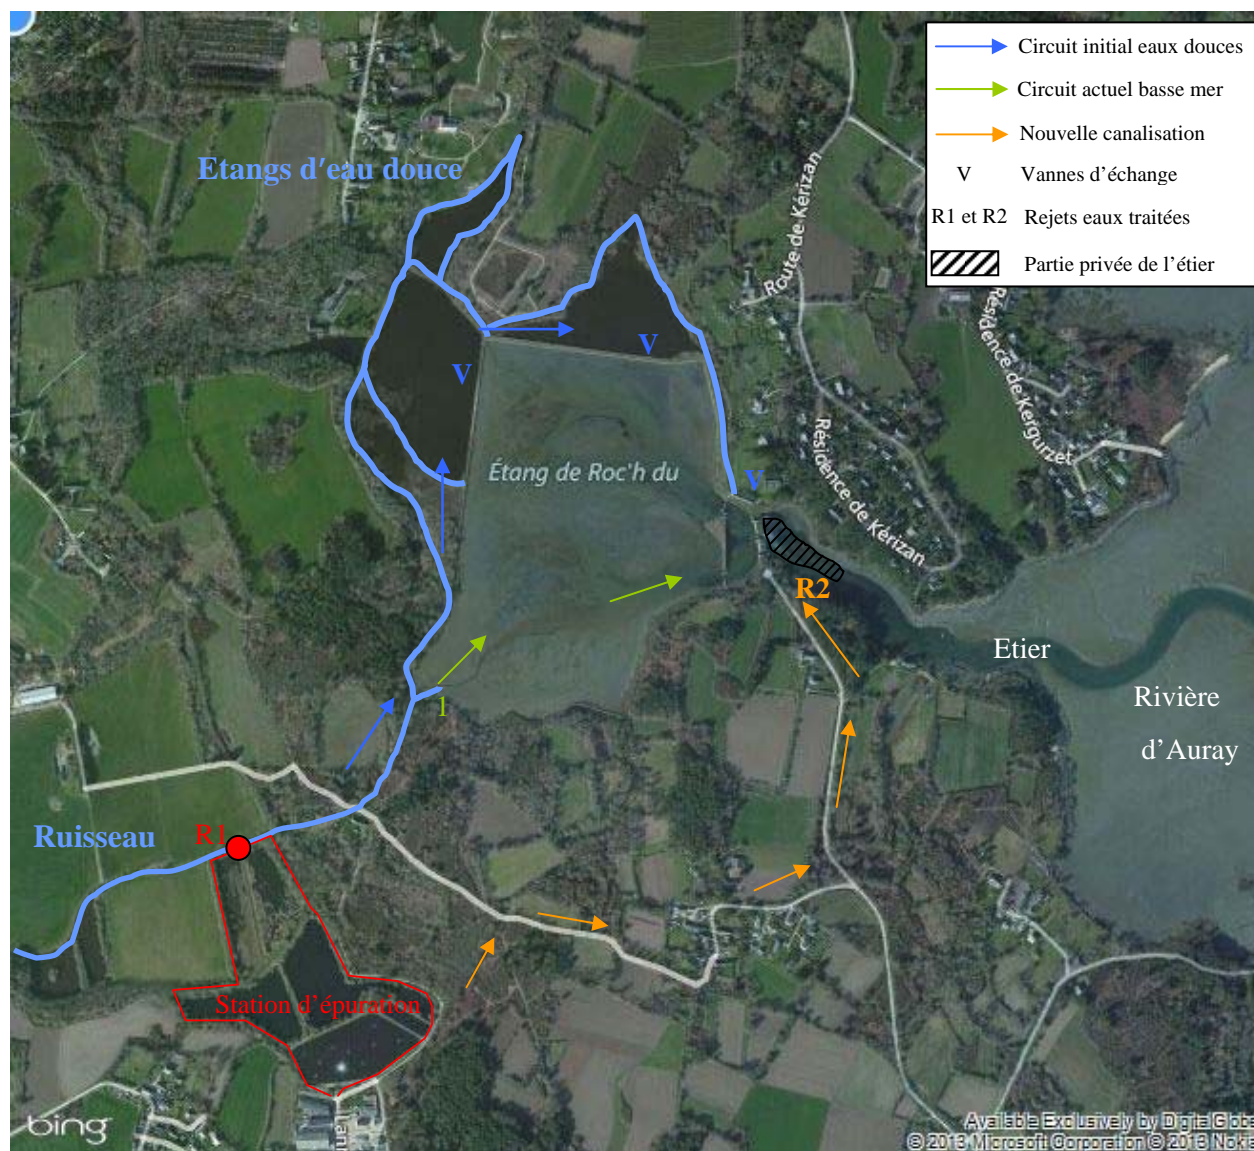 Circuit initial eaux douces
Circuit actuel basse mer
Nouvelle canalisation
V Vannes d’échange
R1 et R2 Rejets eaux traitées
Partie privée de l’étier
Etangs d’eau douce
Route de Kérizan
V
V
Étang de Roc'h du
V
Résidence de Kérizan
dence de Kergurzet
R2
Etier
Rivière
d’Auray
1
R1
Ruisseau
Station d’épuration
bing
Available Exclusively by DigitalGlobe
© 2013 Microsoft Corporation © 2013 Nokia